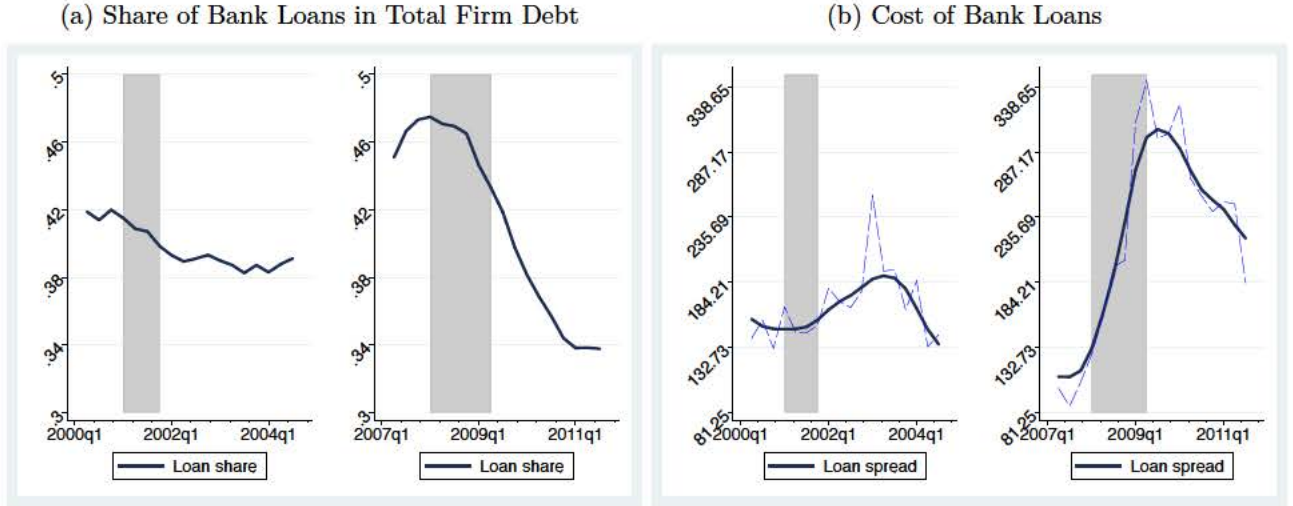 (a) Share of Bank Loans in Total Firm Debt
(b) Cost of Bank Loans
.5
.46
.42
.38
.34
.3
2000q1 2002q1 2004q1
Loan share
.5
.46
.42
.38
.34
.3
2007q1 2009q1 2011q1
Loan share
338.65
287.17
235.69
184.21
132.73
81.25
2000q1 2002q1 2004q1
Loan spread
338.65
287.17
235.69
184.21
132.73
81.25
2007q1 2009q1 2011q1
Loan spread